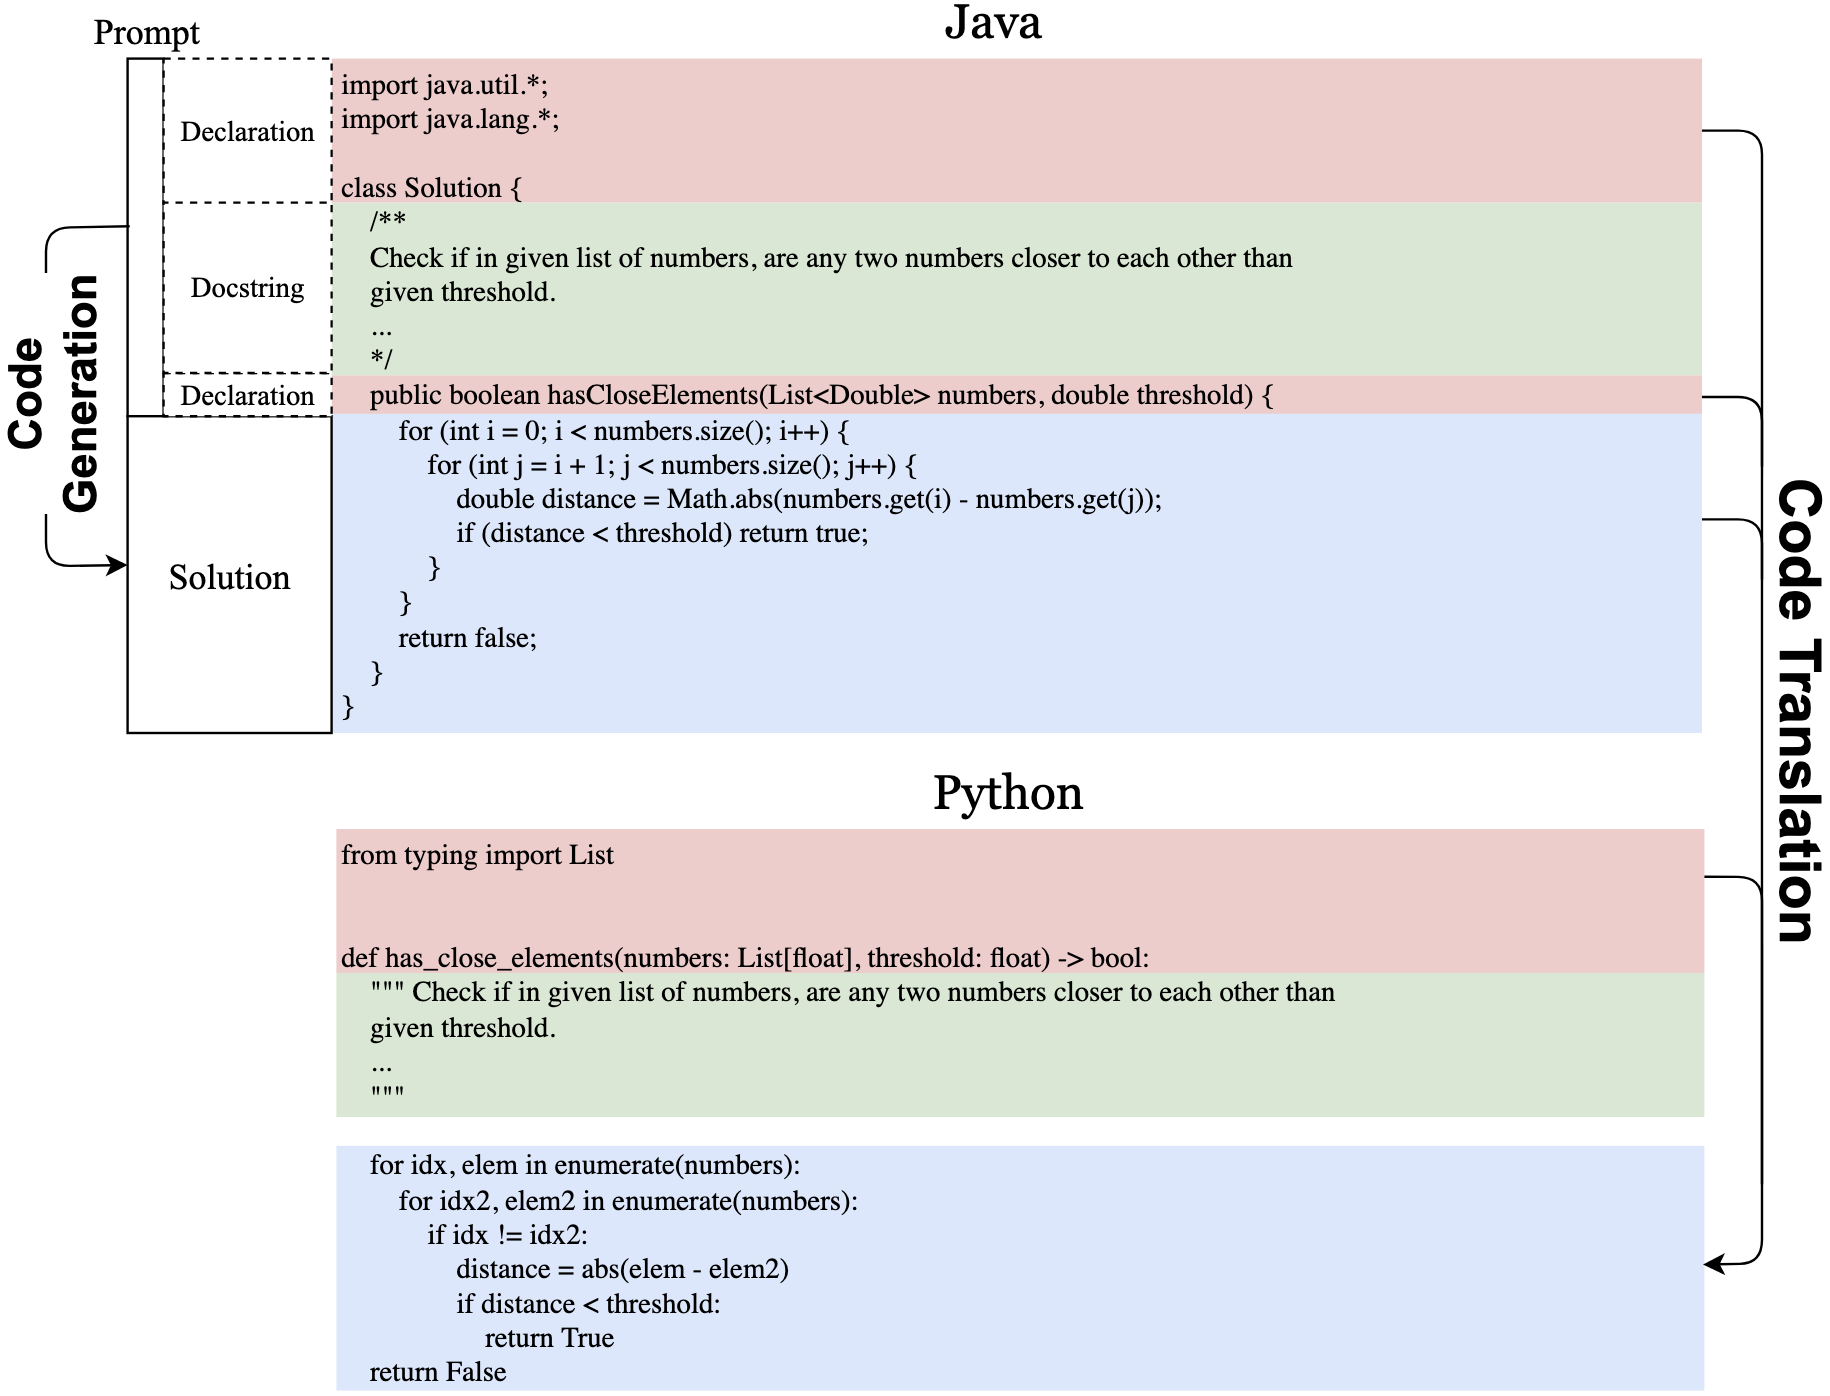 Java
Prompt
Declaration
import java.util.*;
import java.lang.*;
class Solution {
Docstring
/**
Check if in given list of numbers, are any two numbers closer to each other than
given threshold.
...
*/
Declaration
public boolean hasCloseElements(List<Double> numbers, double threshold) {
Solution
for (int i = 0; i < numbers.size(); i++) {
for (int j = i + 1; j < numbers.size(); j++) {
double distance = Math.abs(numbers.get(i) - numbers.get(j));
if (distance < threshold) return true;
}
}
return false;
}
}
Code
Generation
Code Translation
Python
from typing import List
def has_close_elements(numbers: List[float], threshold: float) -> bool:
""" Check if in given list of numbers, are any two numbers closer to each other than
given threshold.
...
"""
for idx, elem in enumerate(numbers):
for idx2, elem2 in enumerate(numbers):
if idx != idx2:
distance = abs(elem - elem2)
if distance < threshold:
return True
return False